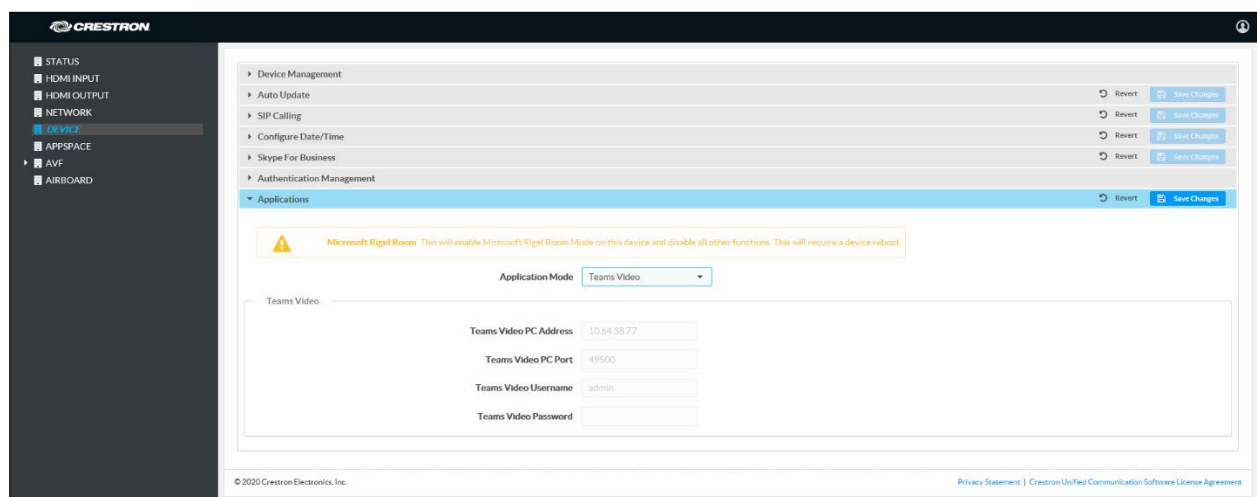 CRESTRON
STATUS
HDMI INPUT
HDMI OUTPUT
NETWORK
DEVICE
APPSPACE
AVF
AIRBOARD
Device Management
Auto Update Revert Save Changes
SIP Calling Revert Save Changes
Configure Date/Time Revert Save Changes
Skype For Business Revert Save Changes
Authentication Management
Applications Revert Save Changes
Microsoft Rigel Room This will enable Microsoft Rigel Room Mode on this device and disable all other functions. This will require a device reboot.
Application Mode Teams Video
Teams Video
Teams Video PC Address 10.64.38.77
Teams Video PC Port 49500
Teams Video Username admin
Teams Video Password
© 2020 Crestron Electronics, Inc. Privacy Statement | Crestron Unified Communication Software License Agreement